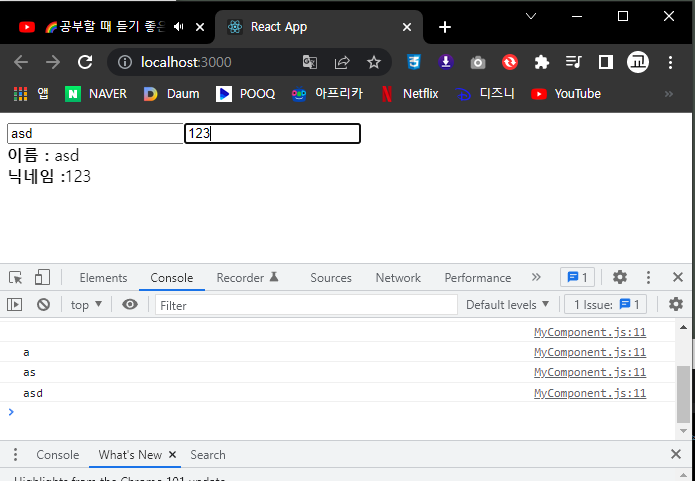 🌈공부할 때 듣기 좋은
React App
localhost:3000
앱 NAVER Daum POOQ 아프리카 Netflix 디즈니 YouTube »
asd 123
이름 : asd
닉네임 :123
Elements Console Recorder Sources Network Performance » 1
top Filter Default levels 1 Issue: 1
MyComponent.js:11
a MyComponent.js:11
as MyComponent.js:11
asd MyComponent.js:11
Console What's New Search
Highlights from the Chrome 101 update